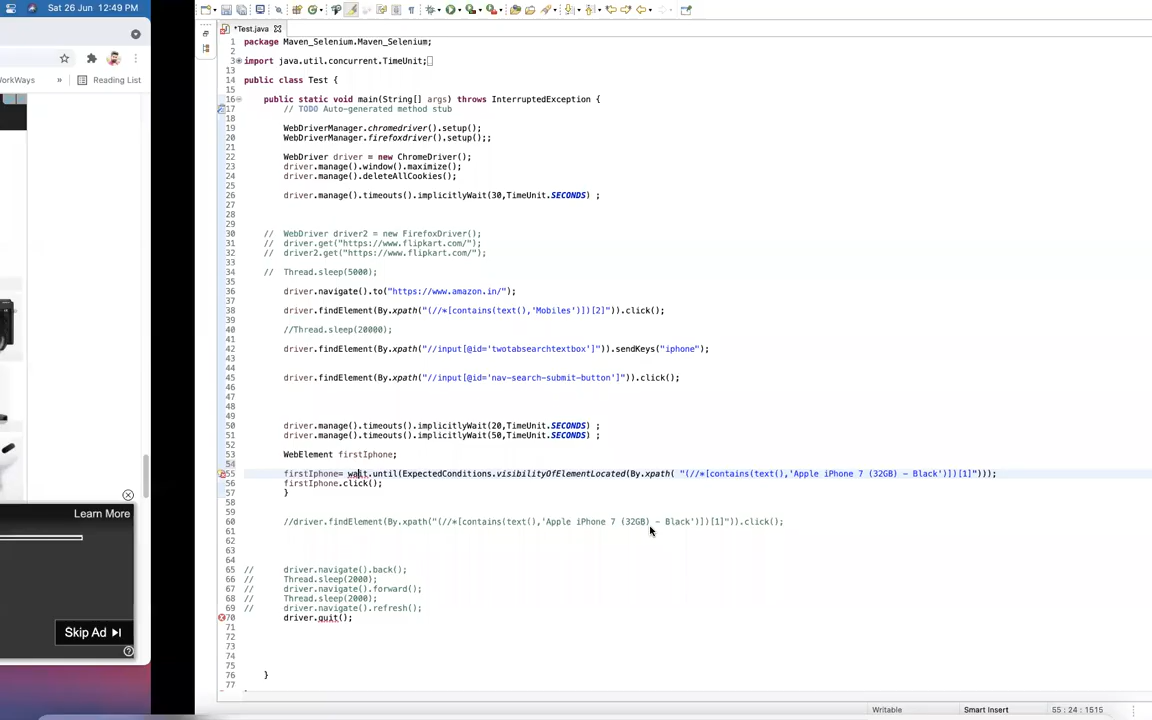 Sat 26 Jun 12:49 PM
WorkWays » Reading List
Learn More
Skip Ad
*Test.java
1 package Maven_Selenium.Maven_Selenium;
2
3 import java.util.concurrent.TimeUnit;
13
14 public class Test {
15
16 public static void main(String[] args) throws InterruptedException {
17 // TODO Auto-generated method stub
18
19 WebDriverManager.chromedriver().setup();
20 WebDriverManager.firefoxdriver().setup();;
21
22 WebDriver driver = new ChromeDriver();
23 driver.manage().window().maximize();
24 driver.manage().deleteAllCookies();
25
26 driver.manage().timeouts().implicitlyWait(30,TimeUnit.SECONDS) ;
27
28
29
30 // WebDriver driver2 = new FirefoxDriver();
31 // driver.get("https://www.flipkart.com/");
32 // driver2.get("https://www.flipkart.com/");
33
34 // Thread.sleep(5000);
35
36 driver.navigate().to("https://www.amazon.in/");
37
38 driver.findElement(By.xpath("(//*[contains(text(),'Mobiles')])[2]")).click();
39
40 //Thread.sleep(20000);
41
42 driver.findElement(By.xpath("//input[@id='twotabsearchtextbox']")).sendKeys("iphone");
43
44
45 driver.findElement(By.xpath("//input[@id='nav-search-submit-button']")).click();
46
47
48
49
50 driver.manage().timeouts().implicitlyWait(20,TimeUnit.SECONDS) ;
51 driver.manage().timeouts().implicitlyWait(50,TimeUnit.SECONDS) ;
52
53 WebElement firstIphone;
54
55 firstIphone= wait.until(ExpectedConditions.visibilityOfElementLocated(By.xpath( "(//*[contains(text(),'Apple iPhone 7 (32GB) - Black')])[1]")));
56 firstIphone.click();
57 }
58
59
60 //driver.findElement(By.xpath("(//*[contains(text(),'Apple iPhone 7 (32GB) - Black')])[1]")).click();
61
62
63
64
65 // driver.navigate().back();
66 // Thread.sleep(2000);
67 // driver.navigate().forward();
68 // Thread.sleep(2000);
69 // driver.navigate().refresh();
70 driver.quit();
71
72
73
74
75
76 }
77
Writable Smart Insert 55 : 24 : 1515